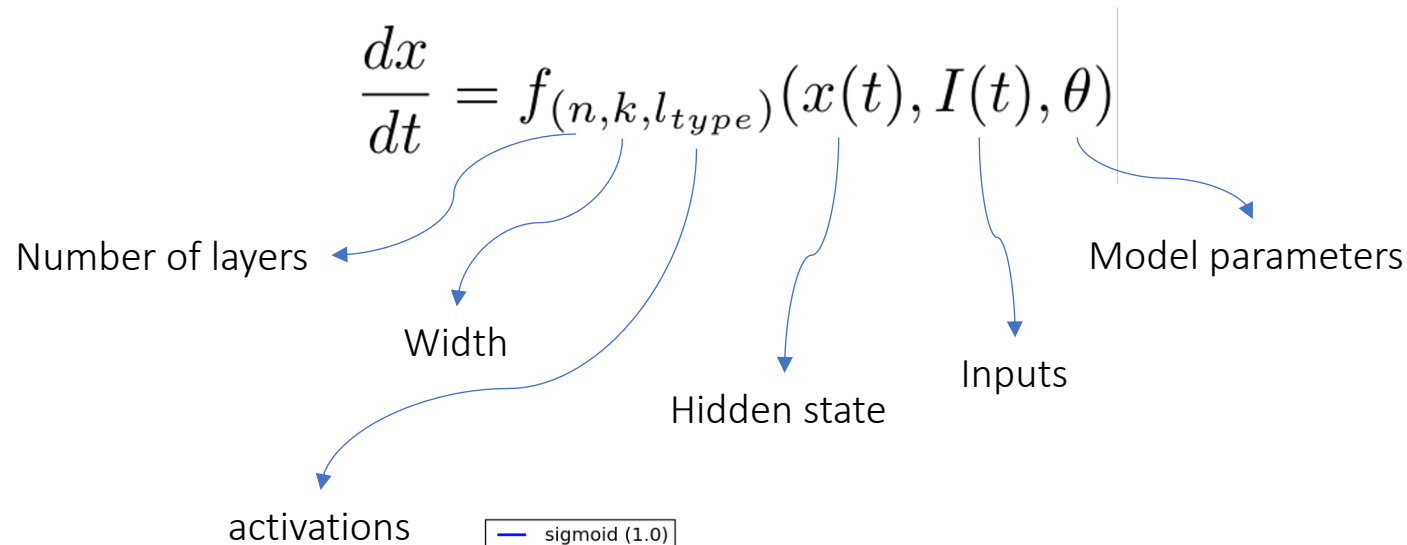 dx/dt = f_(n,k,l_type)(x(t), I(t), θ)
Number of layers
Model parameters
Width
Inputs
Hidden state
activations
sigmoid (1.0)